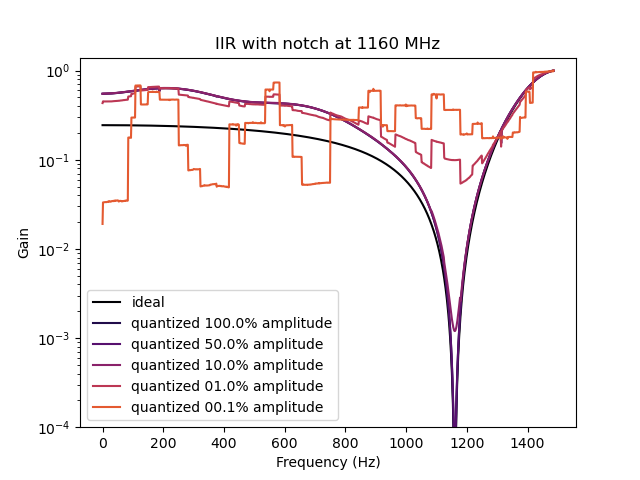 IIR with notch at 1160 MHz
10⁰
10⁻¹
10⁻²
10⁻³
10⁻⁴
Gain
ideal
quantized 100.0% amplitude
quantized 50.0% amplitude
quantized 10.0% amplitude
quantized 01.0% amplitude
quantized 00.1% amplitude
0 200 400 600 800 1000 1200 1400
Frequency (Hz)